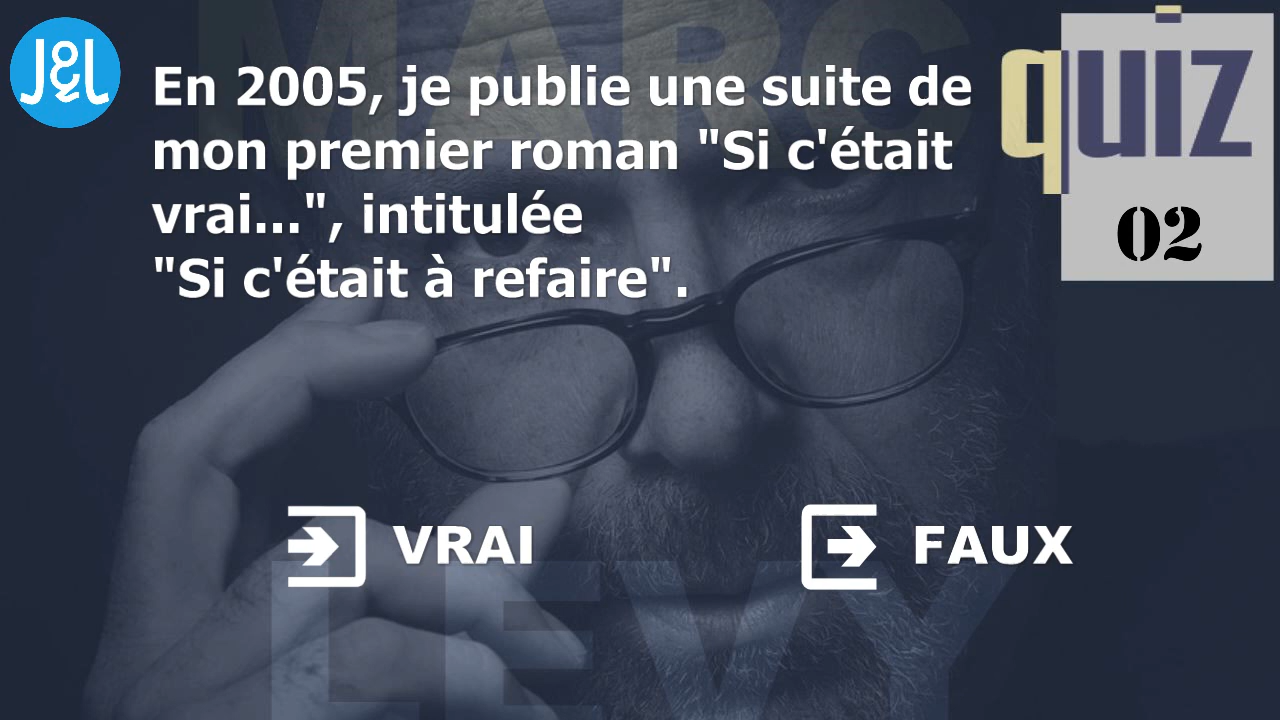 MARC
J&L
quiz
En 2005, je publie une suite de
mon premier roman "Si c'était
vrai...", intitulée
"Si c'était à refaire".
02
VRAI
FAUX
LEVY